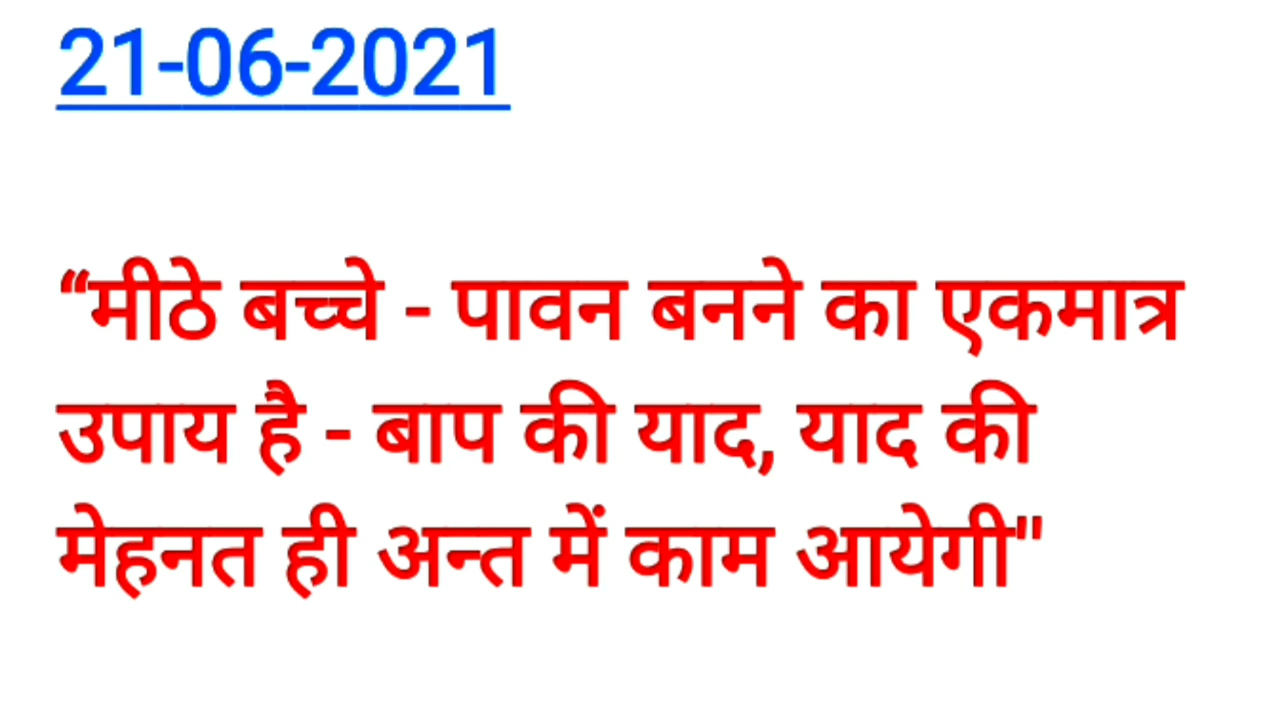 21-06-2021
“मीठे बच्चे - पावन बनने का एकमात्र
उपाय है - बाप की याद, याद की
मेहनत ही अन्त में काम आयेगी"